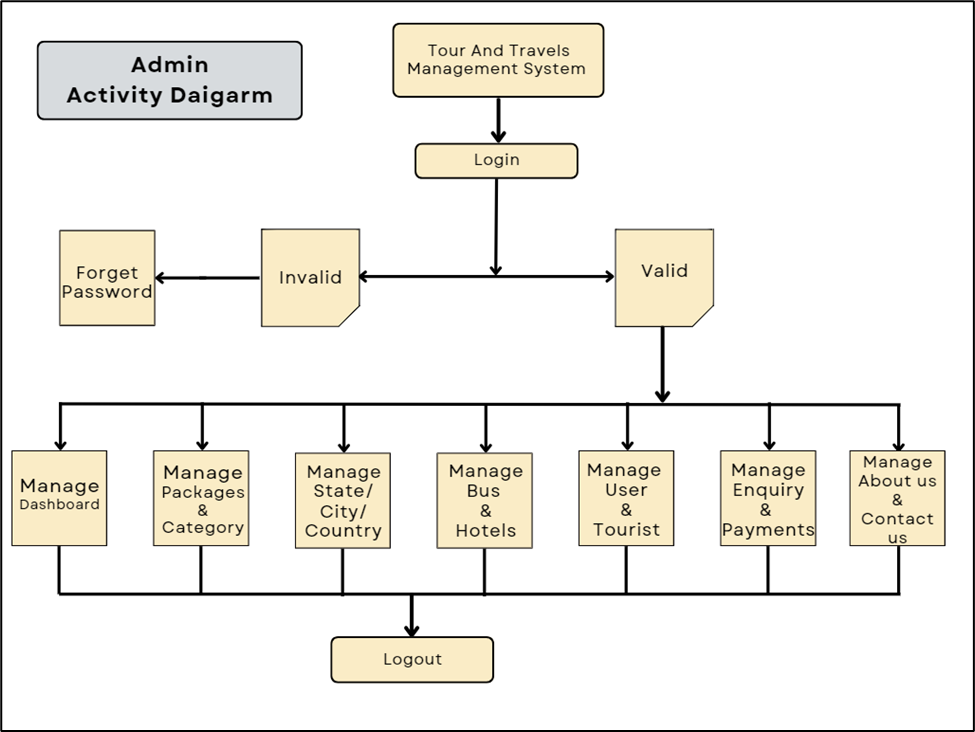 Admin
Activity Daigarm
Tour And Travels
Management System
Login
Forget
Password
Invalid
Valid
Manage
Dashboard
Manage
Packages
&
Category
Manage
State/
City/
Country
Manage
Bus
&
Hotels
Manage
User
&
Tourist
Manage
Enquiry
&
Payments
Manage
About us
&
Contact
us
Logout